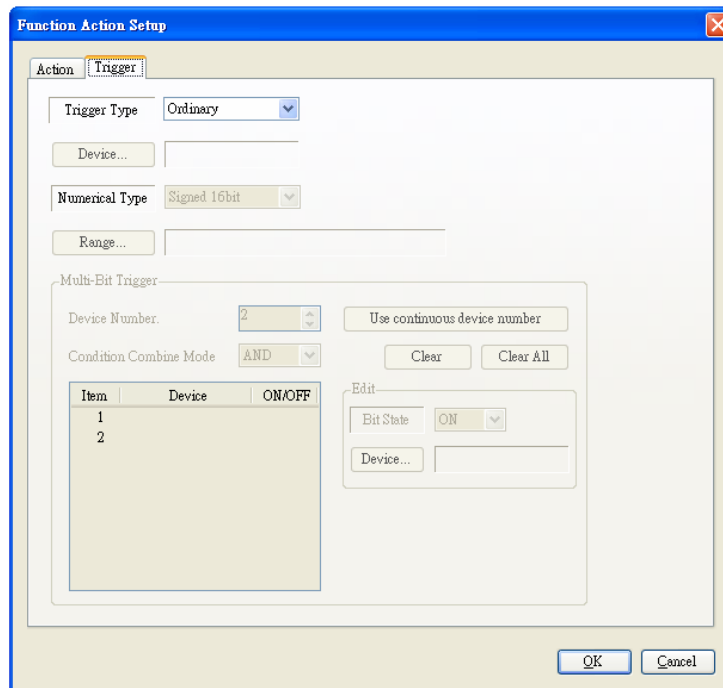 Function Action Setup
Action Trigger
Trigger Type Ordinary
Device...
Numerical Type Signed 16bit
Range...
Multi-Bit Trigger
Device Number. 2 Use continuous device number
Condition Combine Mode AND Clear Clear All
Item Device ON/OFF Edit
1 Bit State ON
2
Device...
OK Cancel